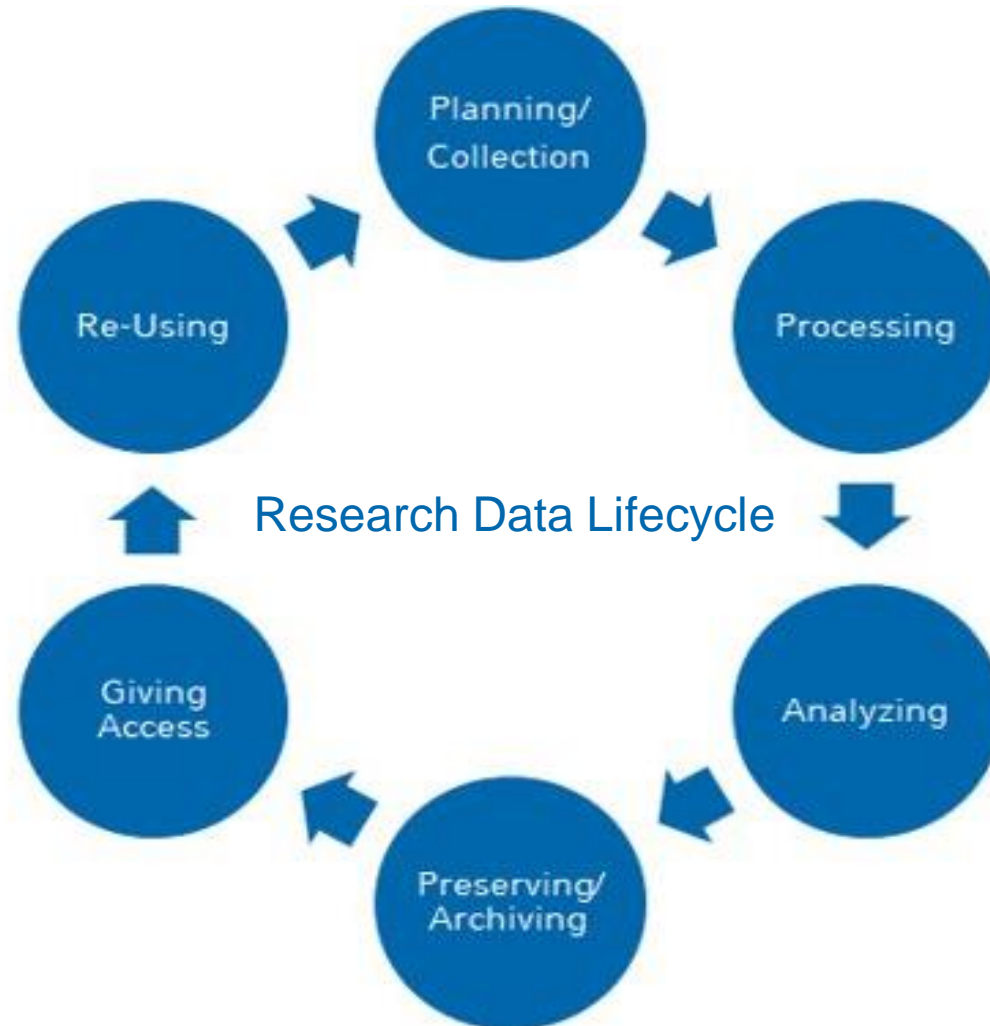 Planning/
Collection
Processing
Analyzing
Preserving/
Archiving
Giving
Access
Re-Using
Research Data Lifecycle